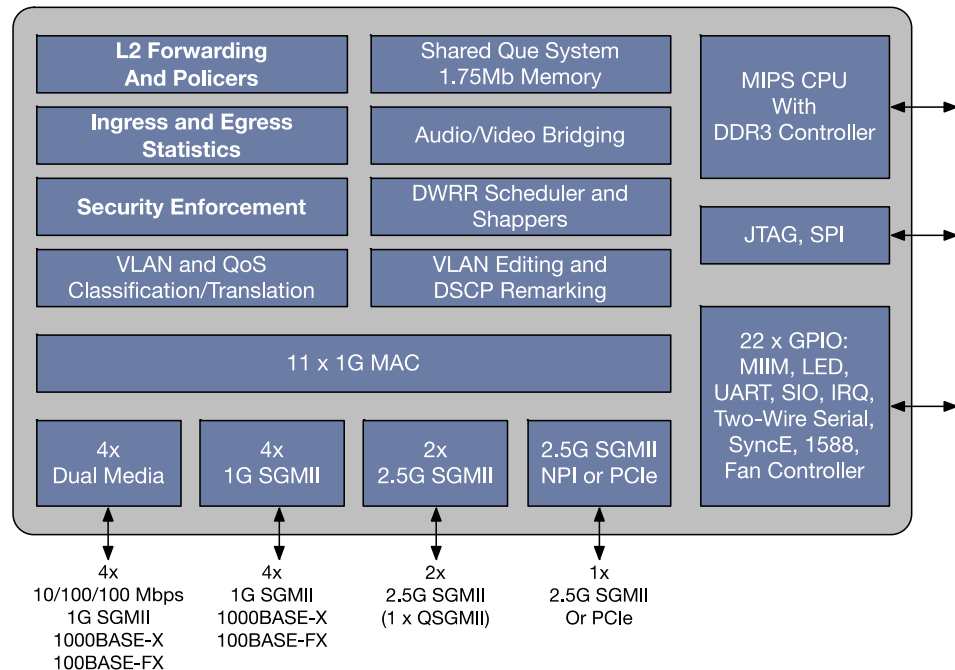 L2 Forwarding
And Policers
Shared Que System
1.75Mb Memory
MIPS CPU
With
DDR3 Controller
Ingress and Egress
Statistics
Audio/Video Bridging
Security Enforcement
DWRR Scheduler and
Shappers
JTAG, SPI
VLAN and QoS
Classification/Translation
VLAN Editing and
DSCP Remarking
11 x 1G MAC
22 x GPIO:
MIIM, LED,
UART, SIO, IRQ,
Two-Wire Serial,
SyncE, 1588,
Fan Controller
4x
Dual Media
4x
1G SGMII
2x
2.5G SGMII
2.5G SGMII
NPI or PCIe
4x
10/100/100 Mbps
1G SGMII
1000BASE-X
100BASE-FX
4x
1G SGMII
1000BASE-X
100BASE-FX
2x
2.5G SGMII
(1 x QSGMII)
1x
2.5G SGMII
Or PCIe